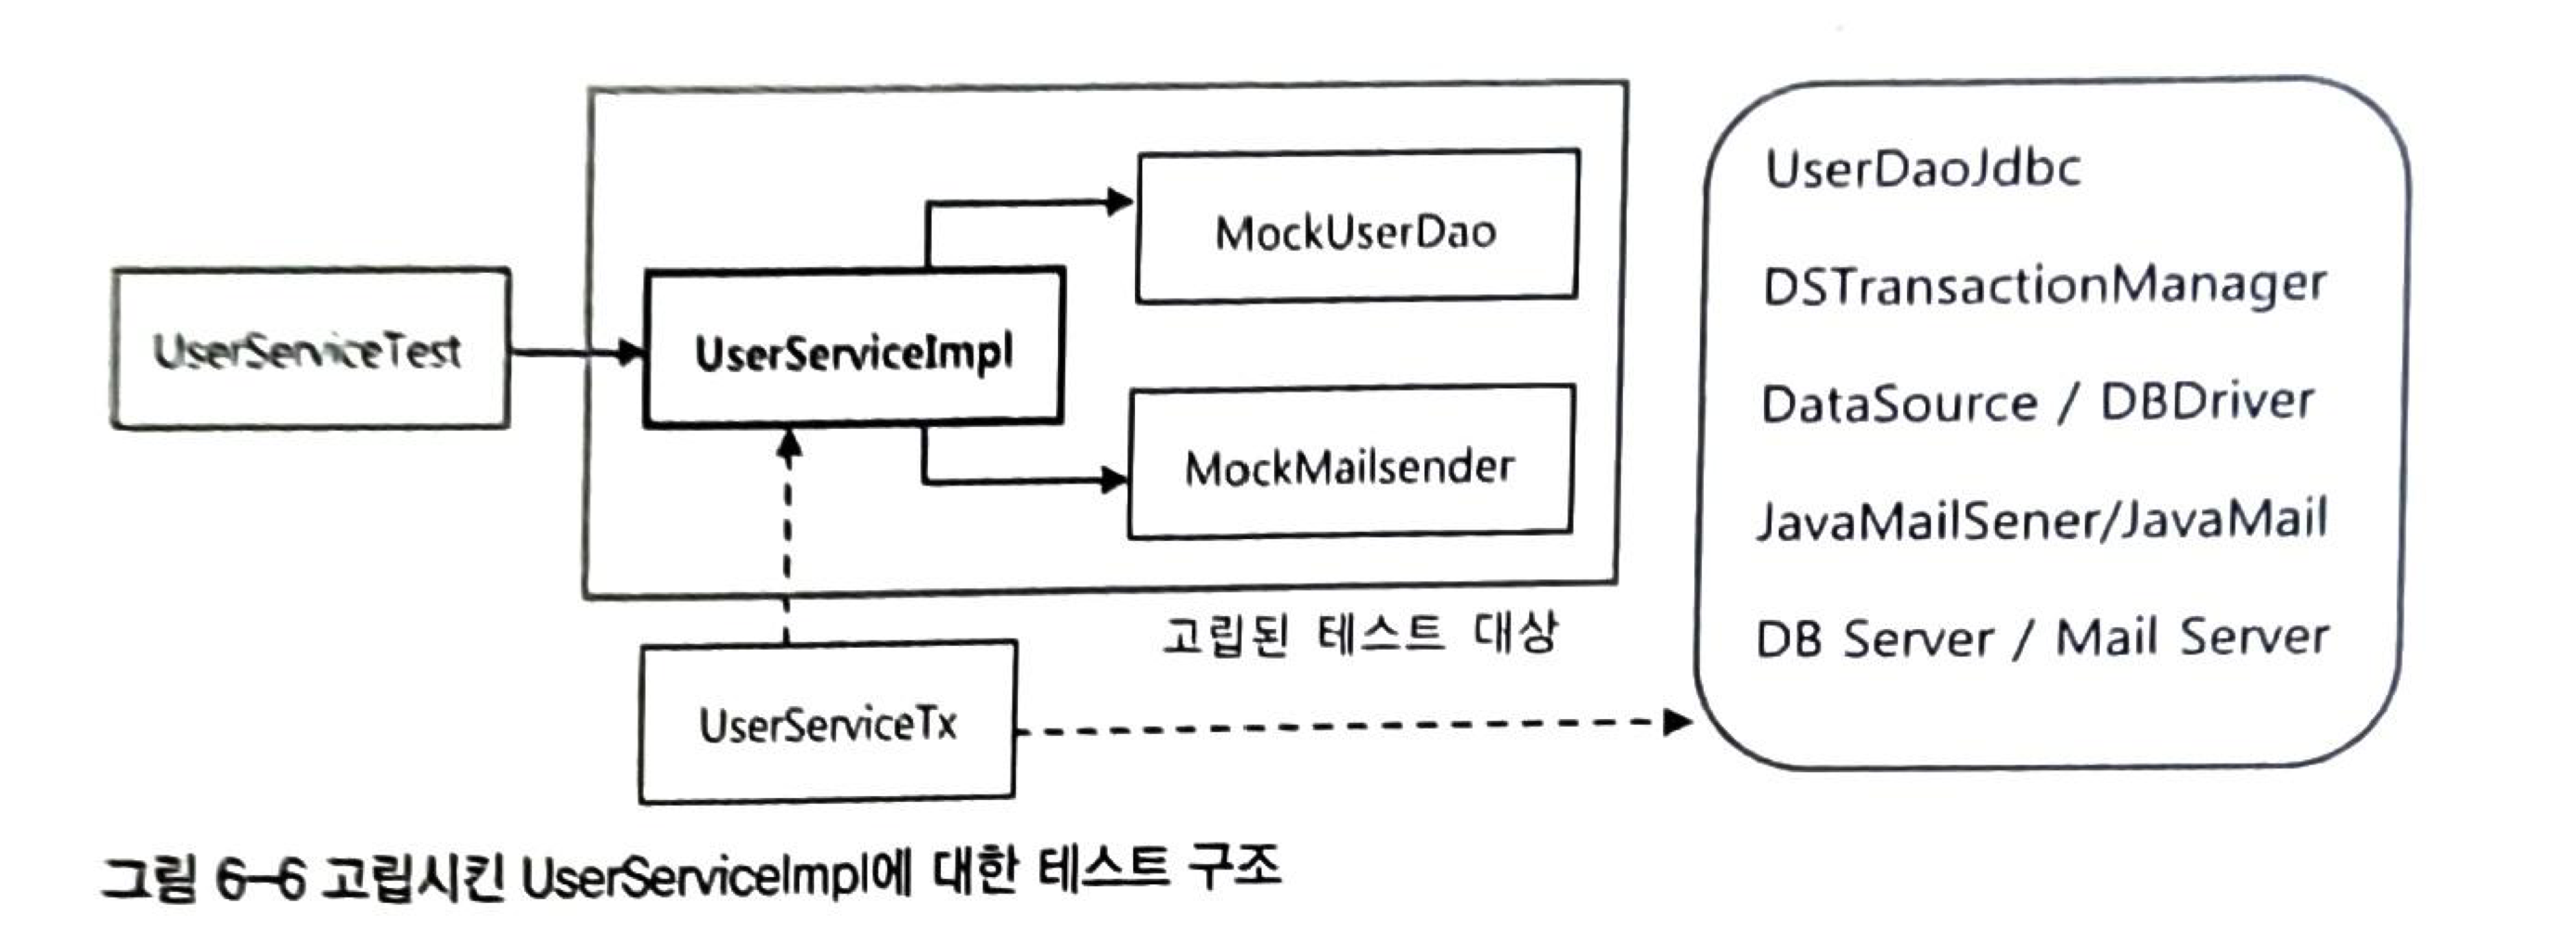 MockUserDao
UserServiceTest
UserServiceImpl
MockMailsender
고립된 테스트 대상
UserServiceTx
UserDaoJdbc
DSTransactionManager
DataSource / DBDriver
JavaMailSener/JavaMail
DB Server / Mail Server
그림 6-6 고립시킨 UserServiceImpl에 대한 테스트 구조